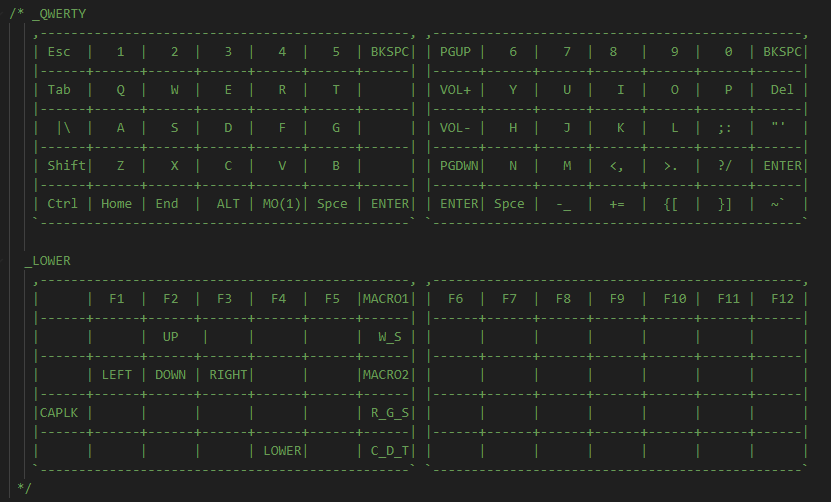 /* _QWERTY
,-----------------------------------------------, ,-----------------------------------------------,
| Esc  |   1  |   2  |   3  |   4  |   5  | BKSPC| | PGUP |   6  |   7  |  8   |   9  |   0  | BKSPC|
|------+------+------+------+------+------+------| |------+------+------+------+------+------+------|
| Tab  |   Q  |   W  |   E  |   R  |   T  |      | | VOL+ |   Y  |   U  |   I  |   O  |   P  |  Del |
|------+------+------+------+------+------+------| |------+------+------+------+------+------+------|
|  |\  |   A  |   S  |   D  |   F  |   G  |      | | VOL- |   H  |   J  |   K  |   L  |  ;:  |  "'  |
|------+------+------+------+------+------+------| |------+------+------+------+------+------+------|
| Shift|   Z  |   X  |   C  |   V  |   B  |      | | PGDWN|   N  |   M  |  <,  |  >.  |  ?/  | ENTER|
|------+------+------+------+------+------+------| |------+------+------+------+------+------+------|
| Ctrl | Home | End  |  ALT | MO(1)| Spce | ENTER| | ENTER| Spce |  -_  |  +=  |  {[  |  }]  |  ~`  |
`------------------------------------------------` `------------------------------------------------`
_LOWER
,-----------------------------------------------, ,-----------------------------------------------,
|      |  F1  |  F2  |  F3  |  F4  |  F5  |MACRO1| |  F6  |  F7  |  F8  |  F9  |  F10 |  F11 |  F12 |
|------+------+------+------+------+------+------| |------+------+------+------+------+------+------|
|      |      |  UP   |     |      |      |  W_S | |      |      |      |      |      |      |      |
|------+------+------+------+------+------+------| |------+------+------+------+------+------+------|
|      | LEFT | DOWN | RIGHT|      |      |MACRO2| |      |      |      |      |      |      |      |
|------+------+------+------+------+------+------| |------+------+------+------+------+------+------|
|CAPLK |      |      |      |      |      | R_G_S| |      |      |      |      |      |      |      |
|------+------+------+------+------+------+------| |------+------+------+------+------+------+------|
|      |      |      |      | LOWER|      | C_D_T| |      |      |      |      |      |      |      |
`------------------------------------------------` `------------------------------------------------`
*/